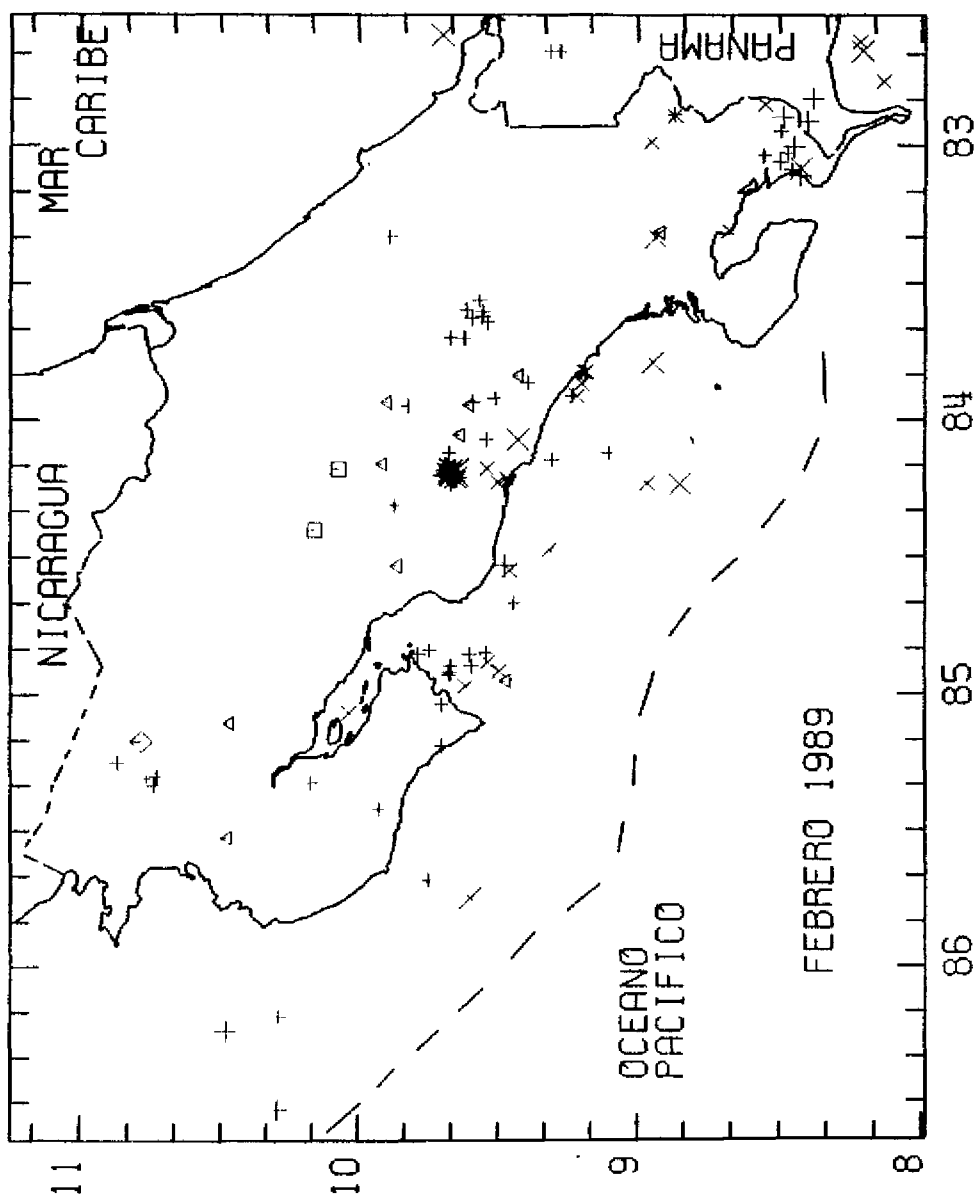 NICARAGUA
MAR
CARIBE
PANAMA
OCEANO
PACIFICO
FEBRERO 1989
11
10
9
8
86
85
84
83